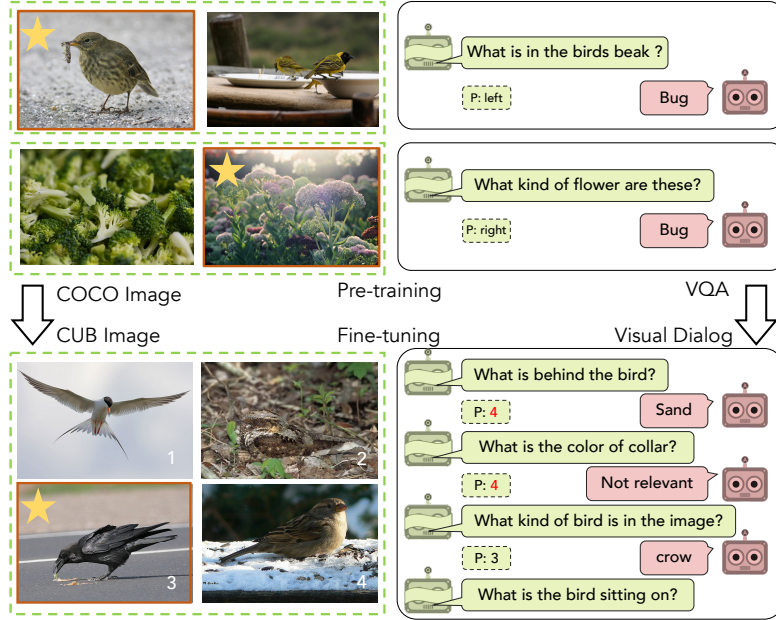 What is in the birds beak ?
P: left
Bug
What kind of flower are these?
P: right
Bug
COCO Image
Pre-training
VQA
CUB Image
Fine-tuning
Visual Dialog
1
2
3
4
What is behind the bird?
P: 4
Sand
What is the color of collar?
P: 4
Not relevant
What kind of bird is in the image?
P: 3
crow
What is the bird sitting on?